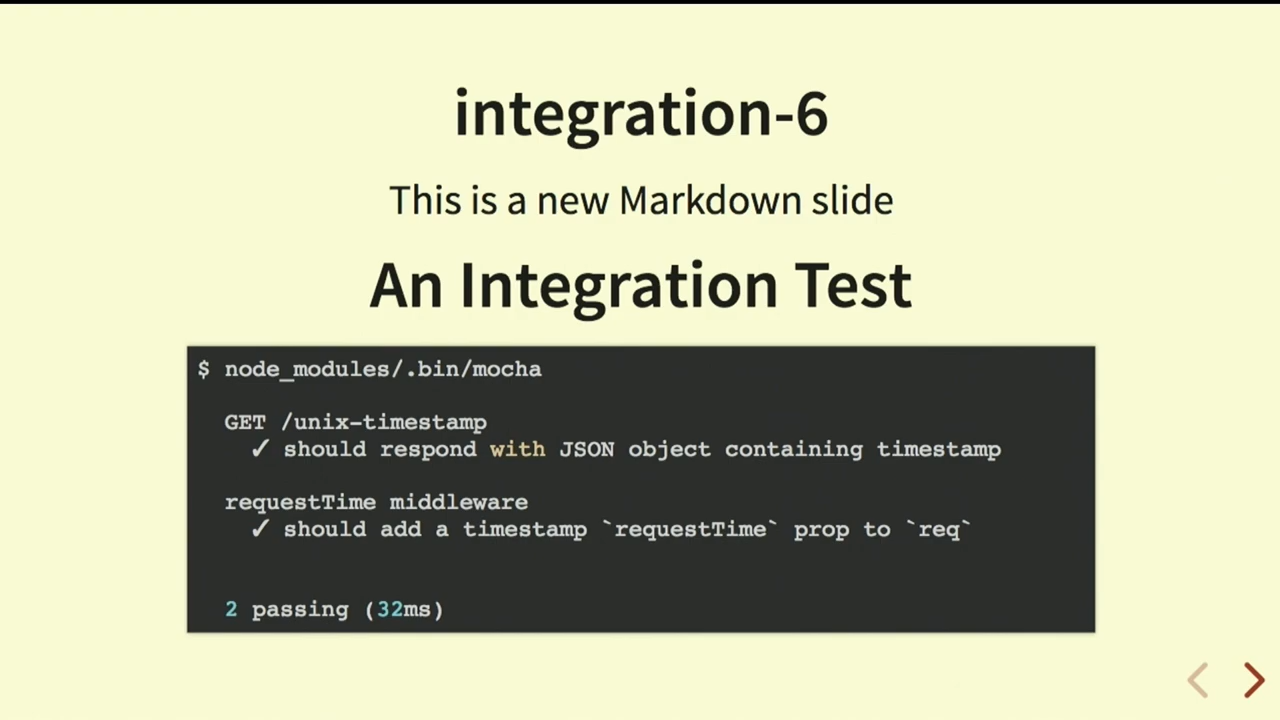 integration-6
This is a new Markdown slide
An Integration Test
$ node_modules/.bin/mocha
GET /unix-timestamp
✓ should respond with JSON object containing timestamp
requestTime middleware
✓ should add a timestamp `requestTime` prop to `req`
2 passing (32ms)